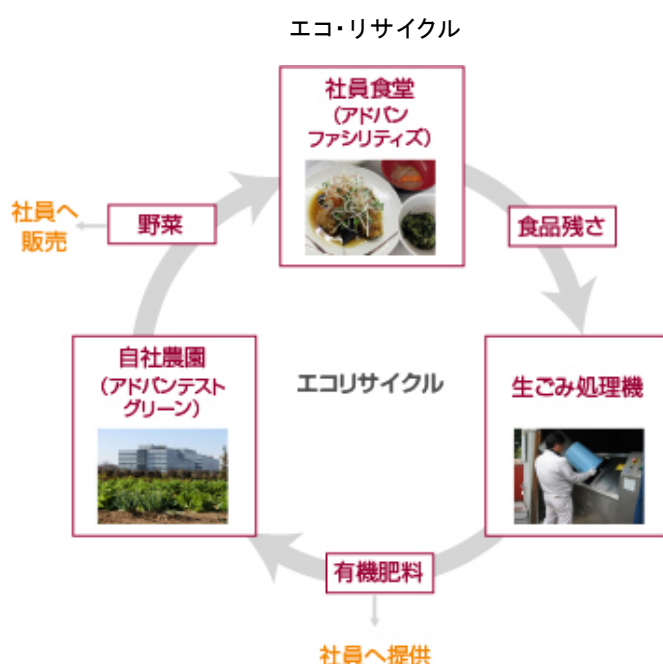 エコ・リサイクル
社員食堂
（アドバン
ファシリティズ）
社員へ
販売
野菜
食品残さ
自社農園
（アドバンテスト
グリーン）
エコリサイクル
生ごみ処理機
有機肥料
社員へ提供